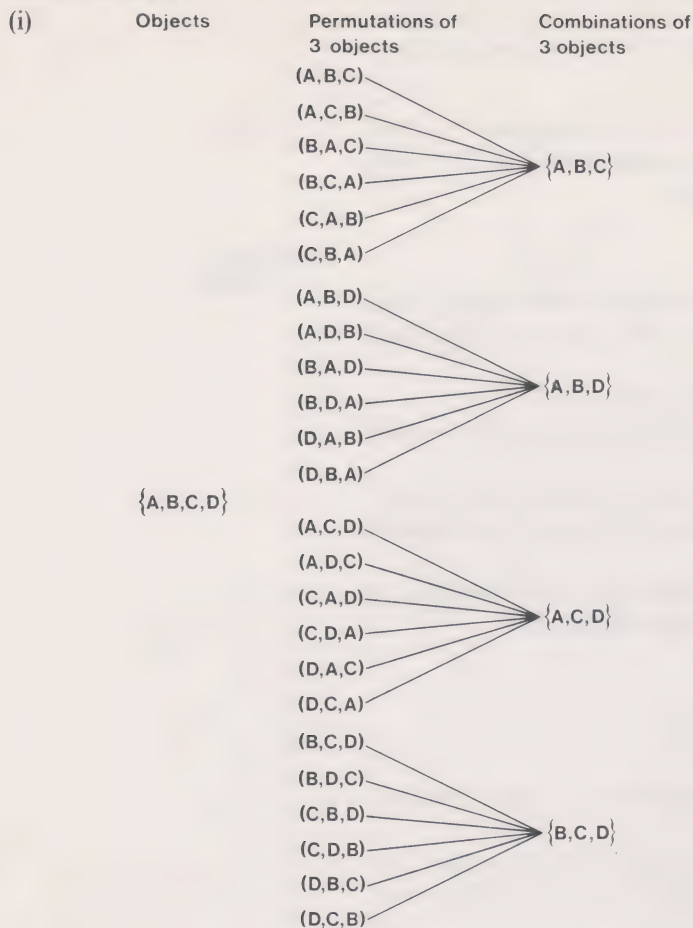 (i) Objects Permutations of Combinations of
3 objects 3 objects
(A,B,C)
(A,C,B)
(B,A,C)
{A,B,C}
(B,C,A)
(C,A,B)
(C,B,A)
(A,B,D)
(A,D,B)
(B,A,D)
{A,B,D}
(B,D,A)
(D,A,B)
(D,B,A)
{A,B,C,D}
(A,C,D)
(A,D,C)
(C,A,D)
{A,C,D}
(C,D,A)
(D,A,C)
(D,C,A)
(B,C,D)
(B,D,C)
(C,B,D)
{B,C,D}
(C,D,B)
(D,B,C)
(D,C,B)